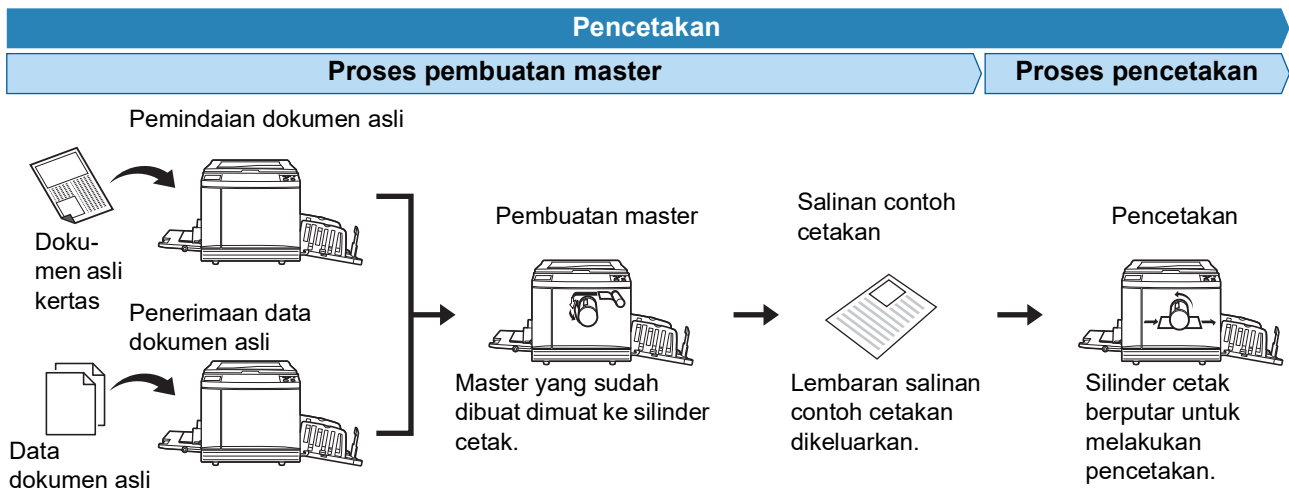 Pencetakan
Proses pembuatan master
Proses pencetakan
Pemindaian dokumen asli
Doku-
men asli
kertas
Penerimaan data
dokumen asli
Data
dokumen asli
Pembuatan master
Master yang sudah
dibuat dimuat ke silinder
cetak.
Salinan contoh
cetakan
Lembaran salinan
contoh cetakan
dikeluarkan.
Pencetakan
Silinder cetak
berputar untuk
melakukan
pencetakan.